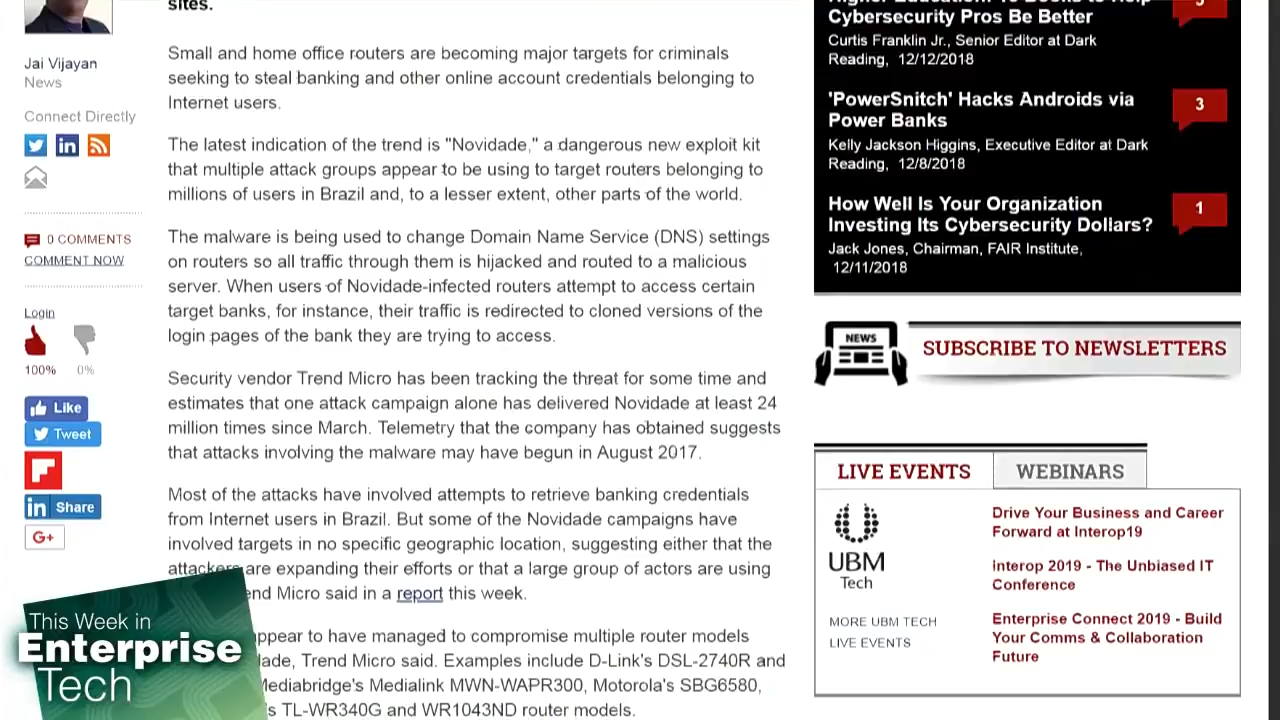 sites.
Jai Vijayan
News
Connect Directly
0 COMMENTS
COMMENT NOW
Login
100%
0%
Like
Tweet
in Share
G+
Small and home office routers are becoming major targets for criminals
seeking to steal banking and other online account credentials belonging to
Internet users.
The latest indication of the trend is "Novidade," a dangerous new exploit kit
that multiple attack groups appear to be using to target routers belonging to
millions of users in Brazil and, to a lesser extent, other parts of the world.
The malware is being used to change Domain Name Service (DNS) settings
on routers so all traffic through them is hijacked and routed to a malicious
server. When users of Novidade-infected routers attempt to access certain
target banks, for instance, their traffic is redirected to cloned versions of the
login pages of the bank they are trying to access.
Security vendor Trend Micro has been tracking the threat for some time and
estimates that one attack campaign alone has delivered Novidade at least 24
million times since March. Telemetry that the company has obtained suggests
that attacks involving the malware may have begun in August 2017.
Most of the attacks have involved attempts to retrieve banking credentials
from Internet users in Brazil. But some of the Novidade campaigns have
involved targets in no specific geographic location, suggesting either that the
attackers are expanding their efforts or that a large group of actors are using
Micro said in a report this week.
to have managed to compromise multiple router models
Trend Micro said. Examples include D-Link's DSL-2740R and
Mediabridge's Medialink MWN-WAPR300, Motorola's SBG6580,
TL-WR340G and WR1043ND router models.
This Week in
Enterprise
Tech
Cybersecurity Pros Be Better
Curtis Franklin Jr., Senior Editor at Dark
Reading, 12/12/2018
'PowerSnitch' Hacks Androids via
Power Banks
3
Kelly Jackson Higgins, Executive Editor at Dark
Reading, 12/8/2018
How Well Is Your Organization
Investing Its Cybersecurity Dollars?
1
Jack Jones, Chairman, FAIR Institute,
12/11/2018
NEWS
SUBSCRIBE TO NEWSLETTERS
LIVE EVENTS
WEBINARS
UBM
Tech
MORE UBM TECH
LIVE EVENTS
Drive Your Business and Career
Forward at Interop19
Interop 2019 - The Unbiased IT
Conference
Enterprise Connect 2019 - Build
Your Comms & Collaboration
Future